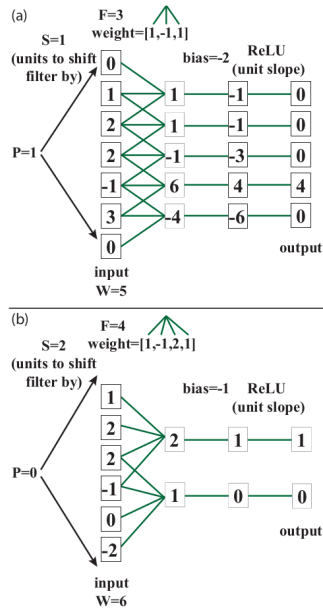 (a)
F=3
weight=[1,-1,1]
S=1
(units to shift
filter by)
bias=-2
ReLU
(unit slope)
P=1
0
1
2
2
-1
3
0
1
1
-1
6
-4
-1
-1
-3
4
-6
0
0
0
4
0
input
W=5
output
(b)
F=4
weight=[1,-1,2,1]
S=2
(units to shift
filter by)
bias=-1
ReLU
(unit slope)
P=0
1
2
2
-1
0
-2
2
1
1
0
1
0
input
W=6
output